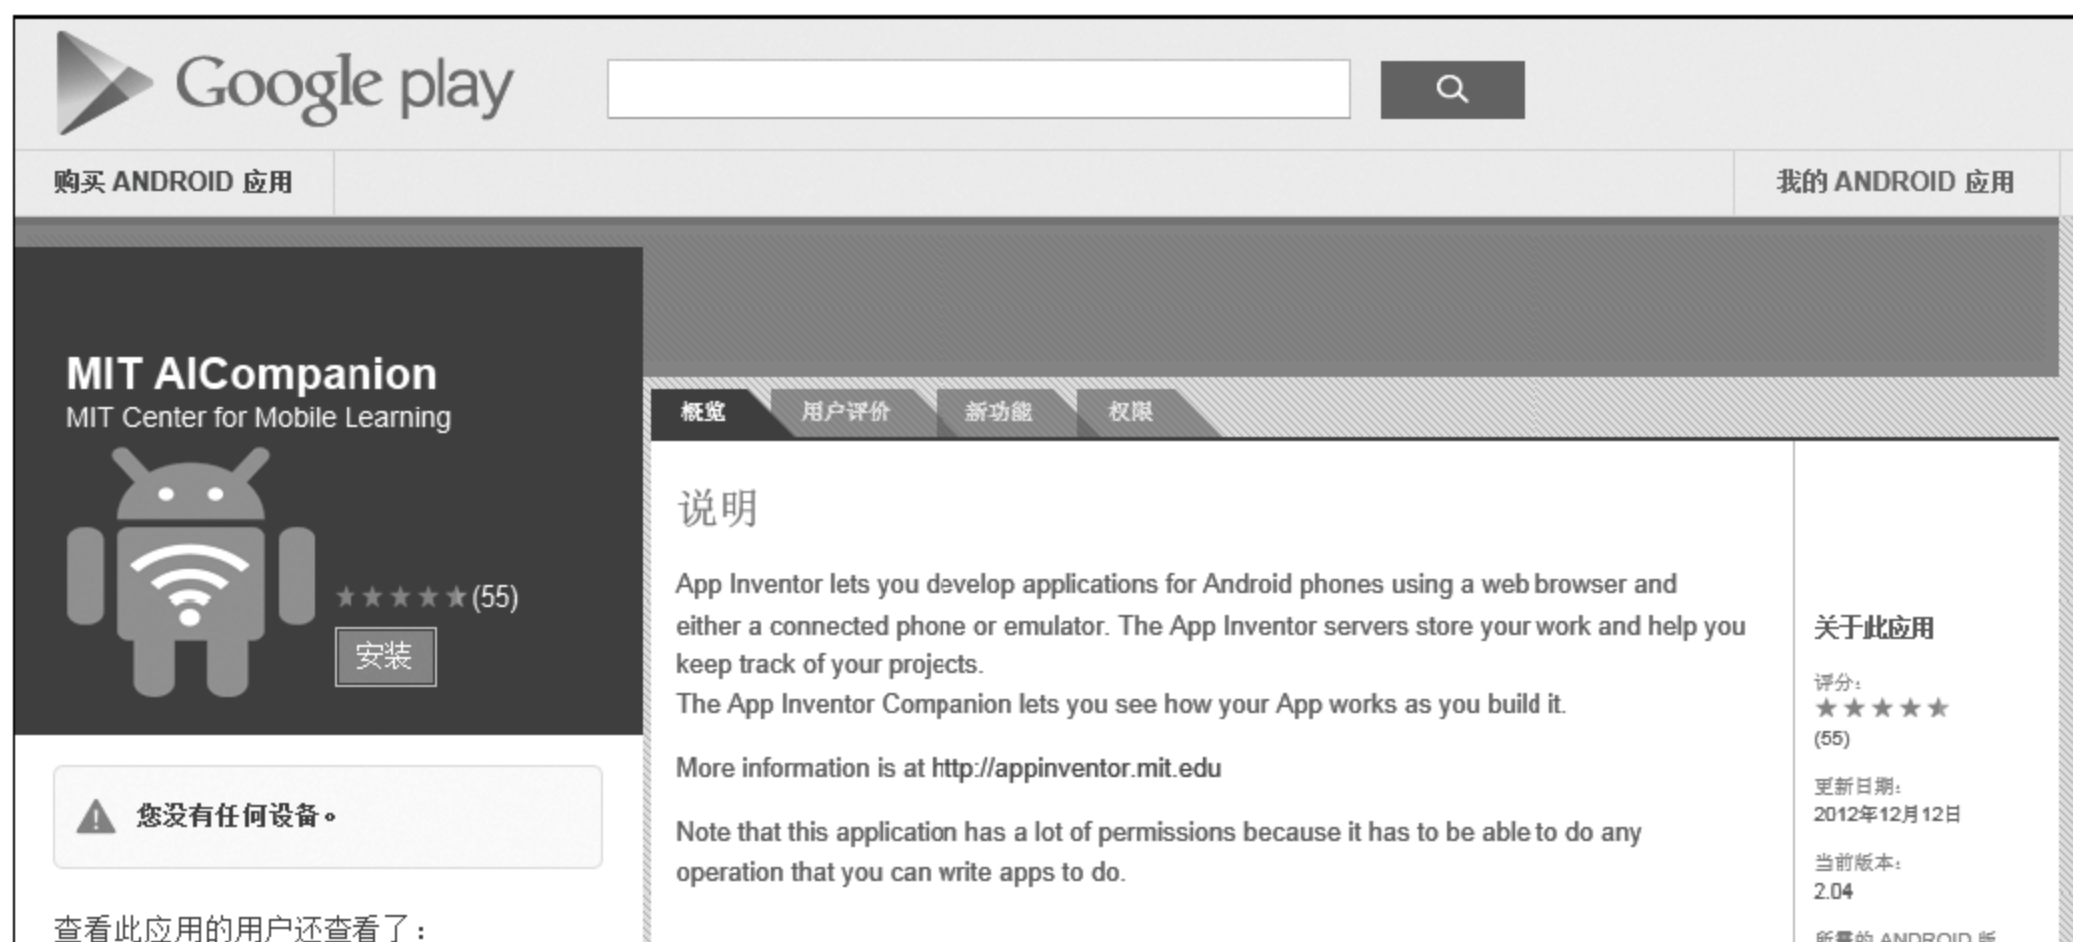 Google play
购买 ANDROID 应用
我的 ANDROID 应用
MIT AICompanion
MIT Center for Mobile Learning
(55)
安装
您没有任何设备。
查看此应用的用户还查看了：
概览
用户评价
新功能
权限
说明
App Inventor lets you develop applications for Android phones using a web browser and
either a connected phone or emulator. The App Inventor servers store your work and help you
keep track of your projects.
The App Inventor Companion lets you see how your App works as you build it.
More information is at http://appinventor.mit.edu
Note that this application has a lot of permissions because it has to be able to do any
operation that you can write apps to do.
关于此应用
评分：
(55)
更新日期：
2012年12月12日
当前版本：
2.04
所需的 ANDROID 版